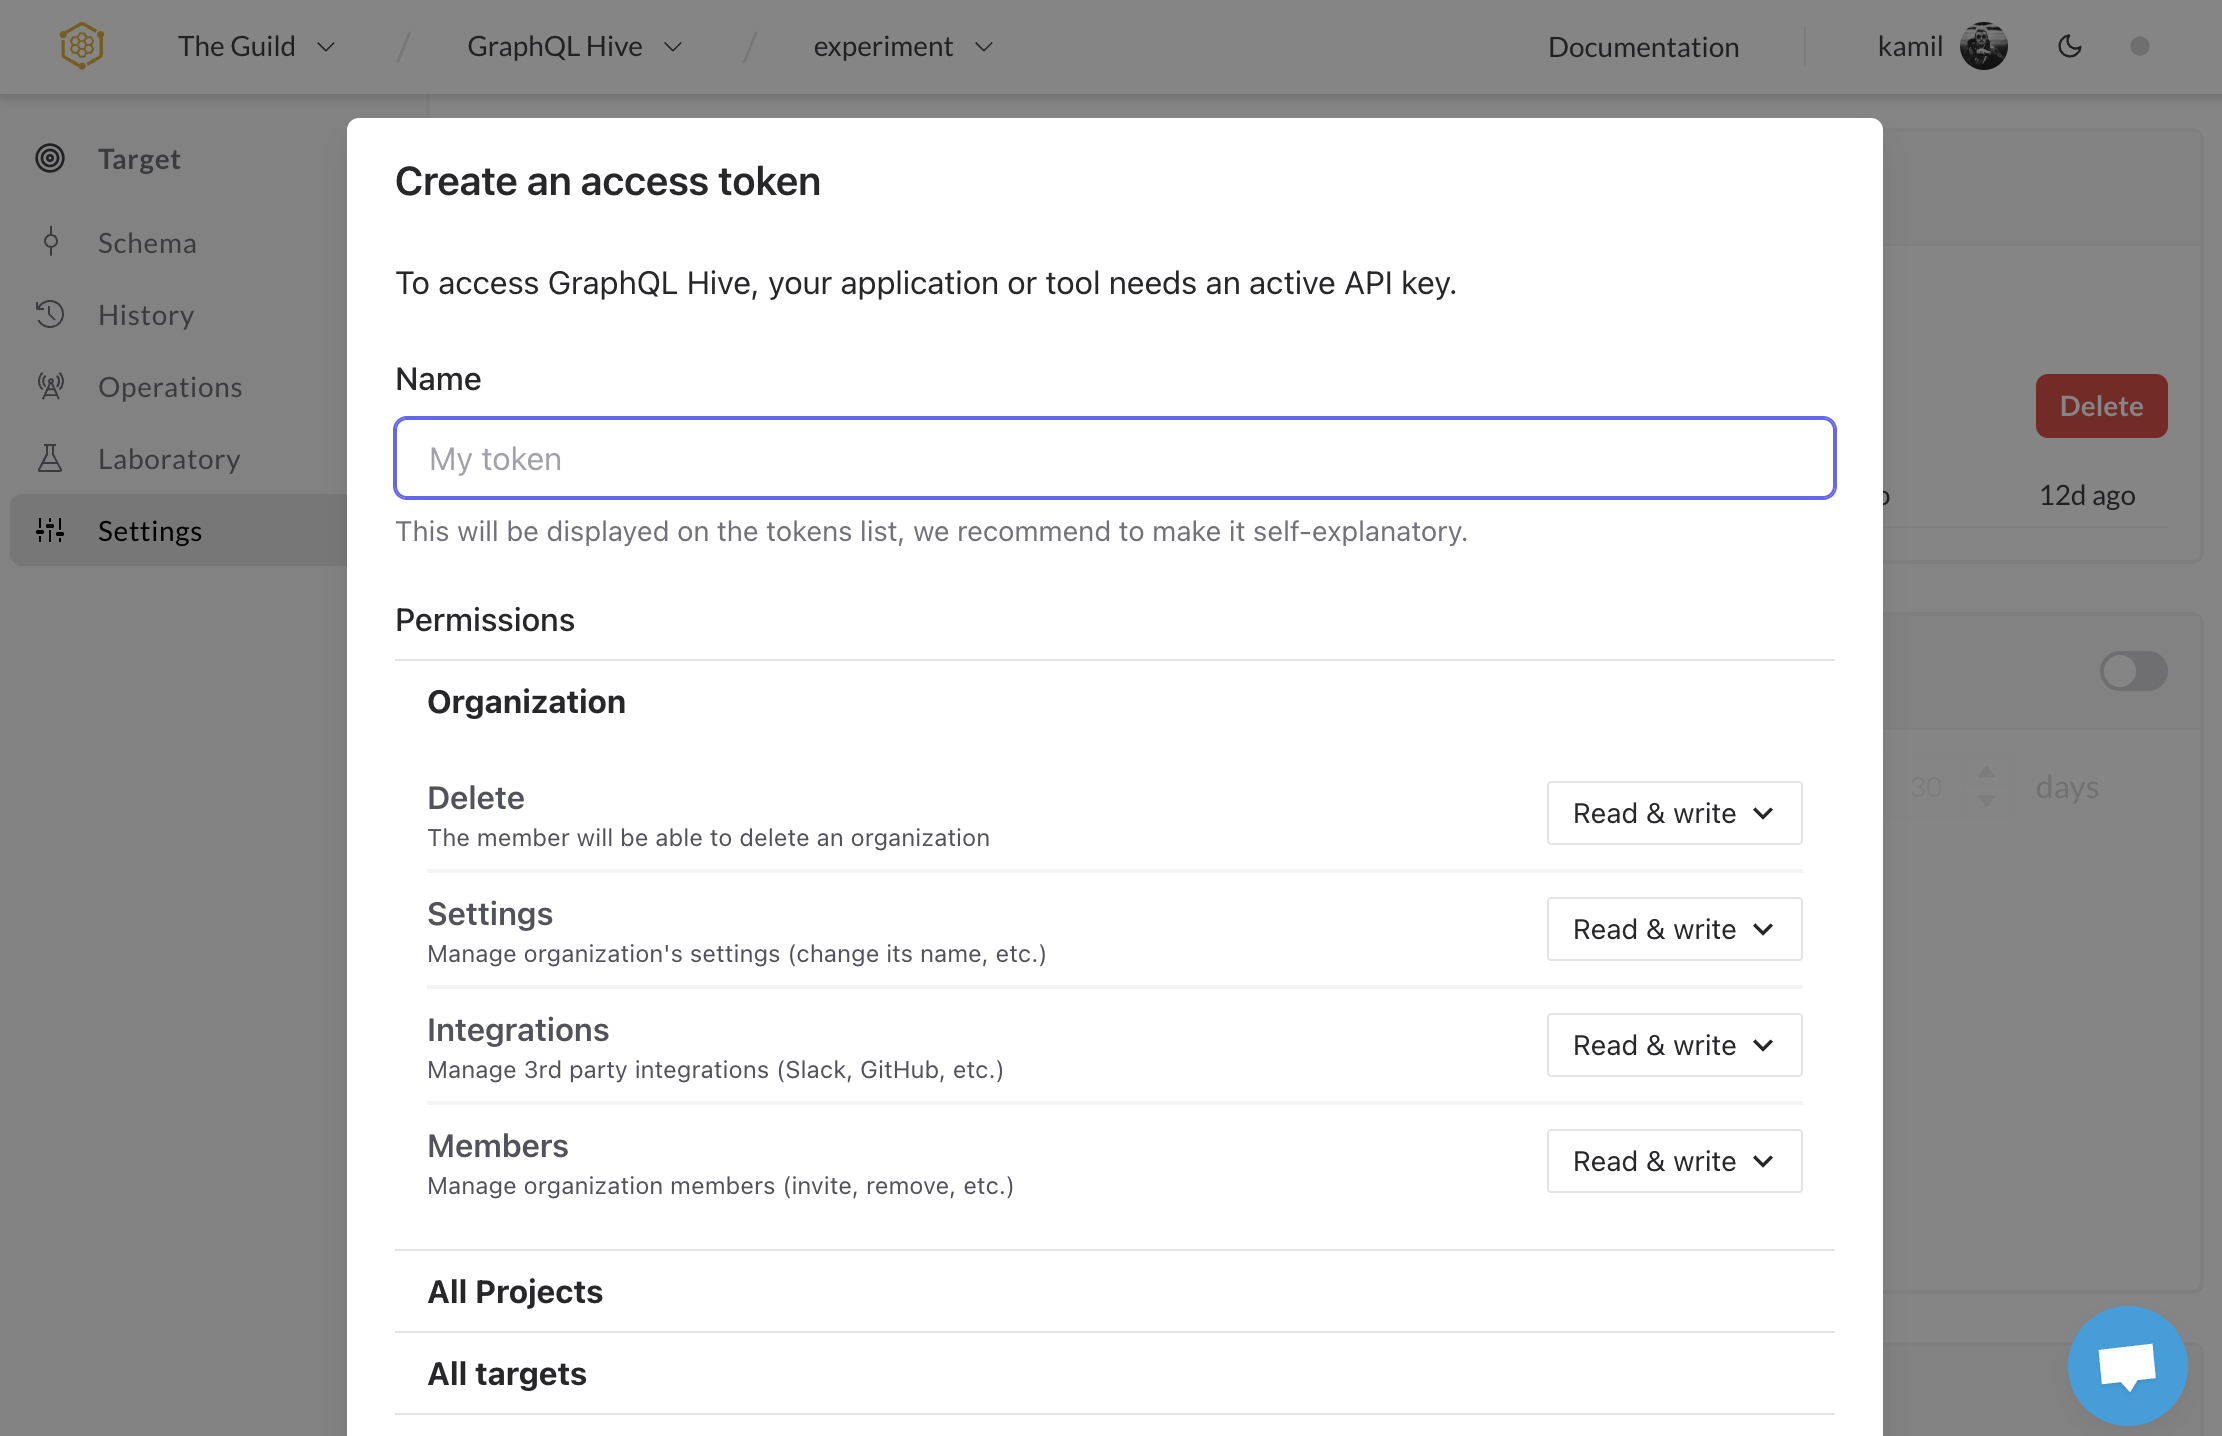 The Guild / GraphQL Hive / experiment Documentation kamil
Target
Schema
History
Operations
Laboratory
Settings
Create an access token
To access GraphQL Hive, your application or tool needs an active API key.
Name
My token
This will be displayed on the tokens list, we recommend to make it self-explanatory.
Permissions
Organization
Delete
The member will be able to delete an organization
Read & write
Settings
Manage organization's settings (change its name, etc.)
Read & write
Integrations
Manage 3rd party integrations (Slack, GitHub, etc.)
Read & write
Members
Manage organization members (invite, remove, etc.)
Read & write
All Projects
All targets
Delete
12d ago
30 days